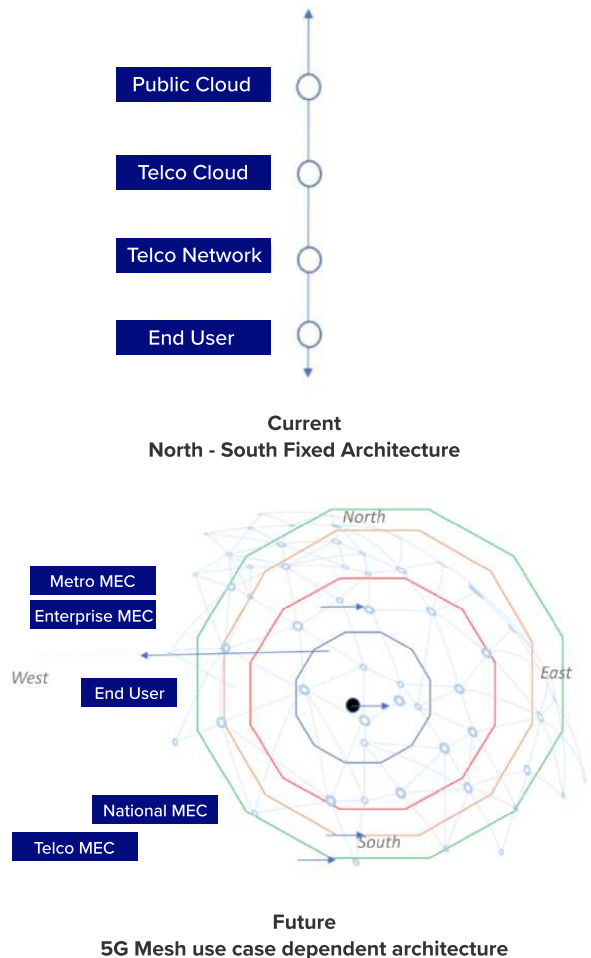 Public Cloud
Telco Cloud
Telco Network
End User
Current
North - South Fixed Architecture
North
Metro MEC
Enterprise MEC
West
East
End User
National MEC
Telco MEC
South
Future
5G Mesh use case dependent architecture